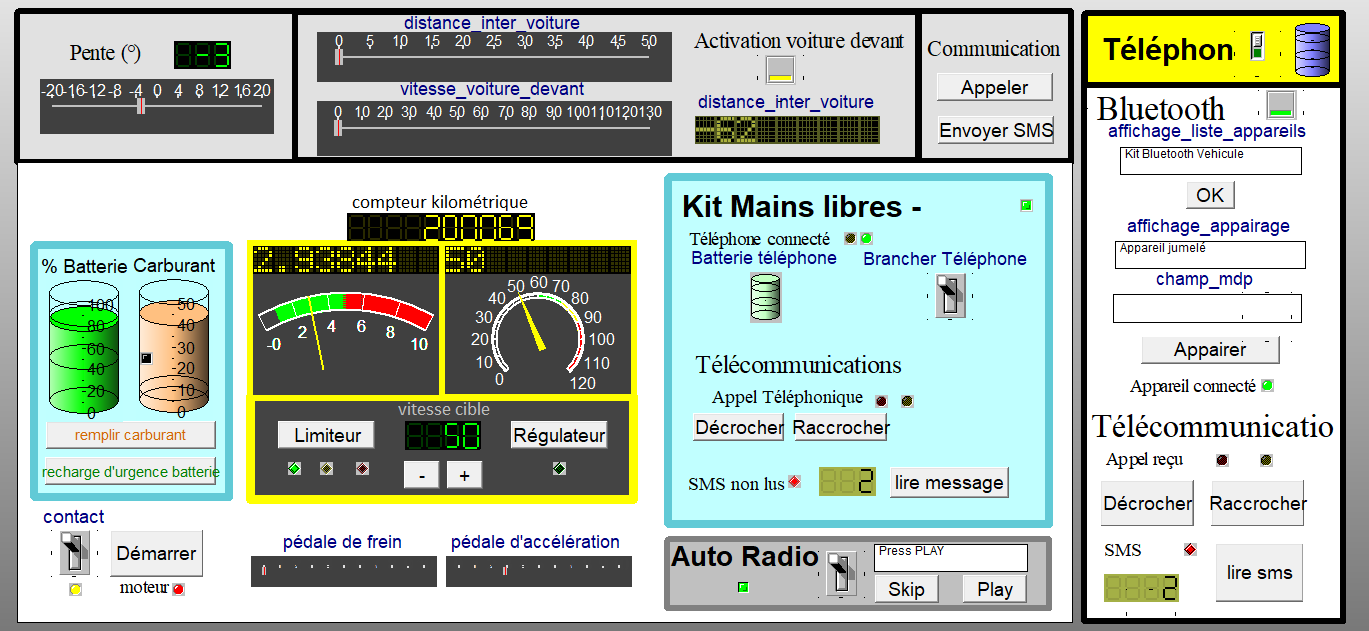 Pente (°)
-3
-20 -16 -12 -8 -4 0 4 8 12 16 20
distance_inter_voiture
0 5 10 15 20 25 30 35 40 45 50
vitesse_voiture_devant
0 10 20 30 40 50 60 70 80 90 100 110 120 130
Activation voiture devant
distance_inter_voiture
-57
Communication
Appeler
Envoyer SMS
Téléphon
Bluetooth
affichage_liste_appareils
Kit Bluetooth Vehicule
OK
affichage_appairage
Appareil jumelé
champ_mdp
Appairer
Appareil connecté
Télécommunicatio
Appel reçu
Décrocher
Raccrocher
SMS
-2
lire sms
% Batterie Carburant
100
80
60
40
20
0
50
40
30
20
10
0
remplir carburant
recharge d'urgence batterie
contact
Démarrer
moteur
compteur kilométrique
200069
2.93844
50
-0 2 4 6 8 10
0 10 20 30 40 50 60 70 80 90 100 110 120
vitesse cible
Limiteur
50
Régulateur
-
+
pédale de frein
pédale d'accélération
Kit Mains libres -
Téléphone connecté
Batterie téléphone
Brancher Téléphone
Télécommunications
Appel Téléphonique
Décrocher
Raccrocher
SMS non lus
2
lire message
Auto Radio
Press PLAY
Skip
Play